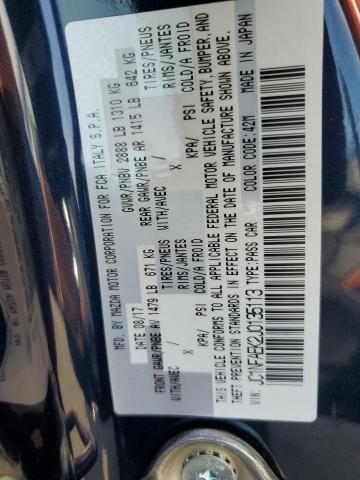 MFD. BY MAZDA MOTOR CORPORATION FOR FCA ITALY S.P.A.
DATE: 08/17 GVWR/PNBV 2888 LB 1310 KG
FRONT GAWR/PNBE AV 1479 LB 671 KG REAR GAWR/PNBE AR 1415 LB 642 KG
WITH/AVEC TIRES/PNEUS WITH/AVEC TIRES/PNEUS
X RIMS/JANTES X RIMS/JANTES
KPA/ PSI COLD/A FROID KPA/ PSI COLD/A FROID
THIS VEHICLE CONFORMS TO ALL APPLICABLE FEDERAL MOTOR VEHICLE SAFETY, BUMPER, AND
THEFT PREVENTION STANDARDS IN EFFECT ON THE DATE OF MANUFACTURE SHOWN ABOVE.
VIN: JC1NFAEK2J0135113 TYPE: PASS CAR COLOR CODE: 42M MADE IN JAPAN